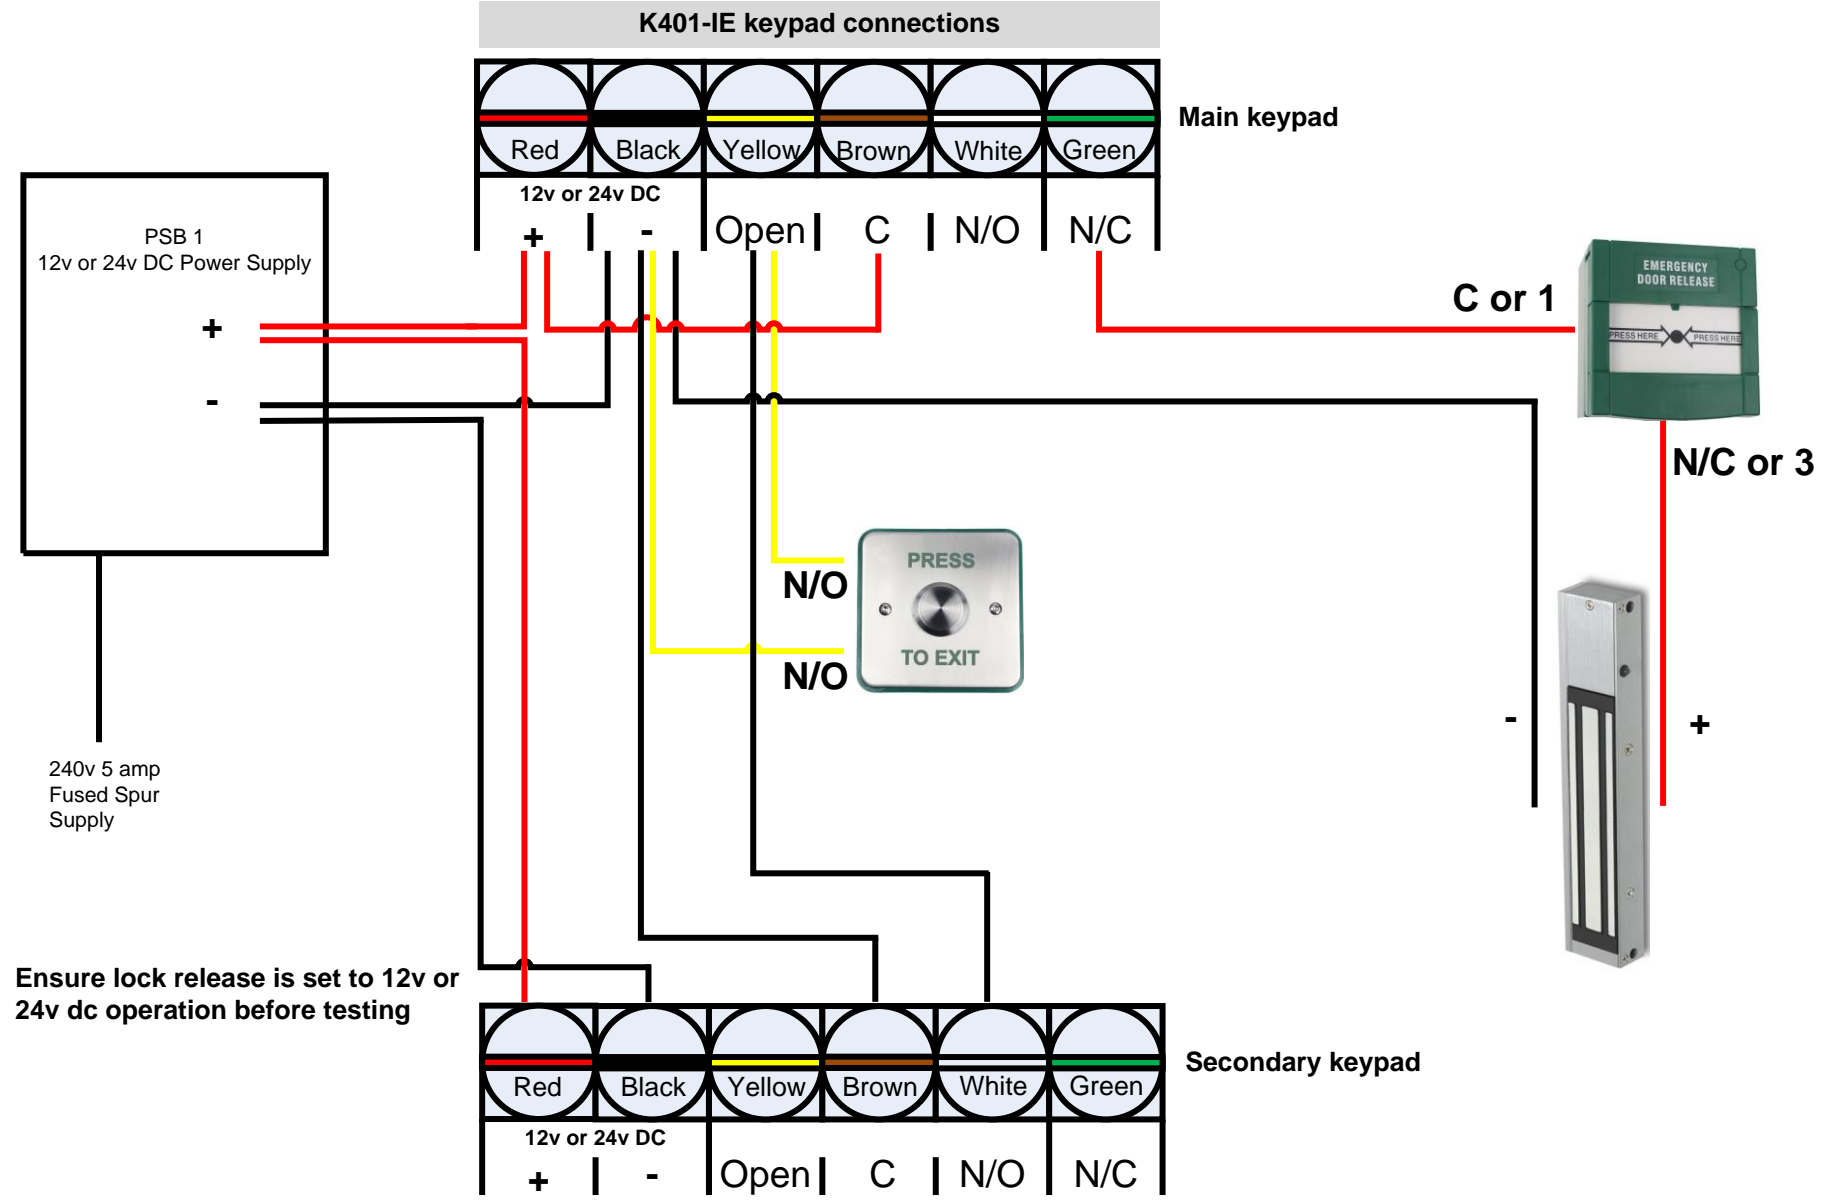 K401-IE keypad connections
Main keypad
Red Black Yellow Brown White Green
12v or 24v DC
+ - Open C N/O N/C
PSB 1
12v or 24v DC Power Supply
+
-
EMERGENCY
DOOR RELEASE
PRESS HERE PRESS HERE
C or 1
N/C or 3
PRESS
TO EXIT
N/O
N/O
-
+
240v 5 amp
Fused Spur
Supply
Ensure lock release is set to 12v or
24v dc operation before testing
Secondary keypad
Red Black Yellow Brown White Green
12v or 24v DC
+ - Open C N/O N/C